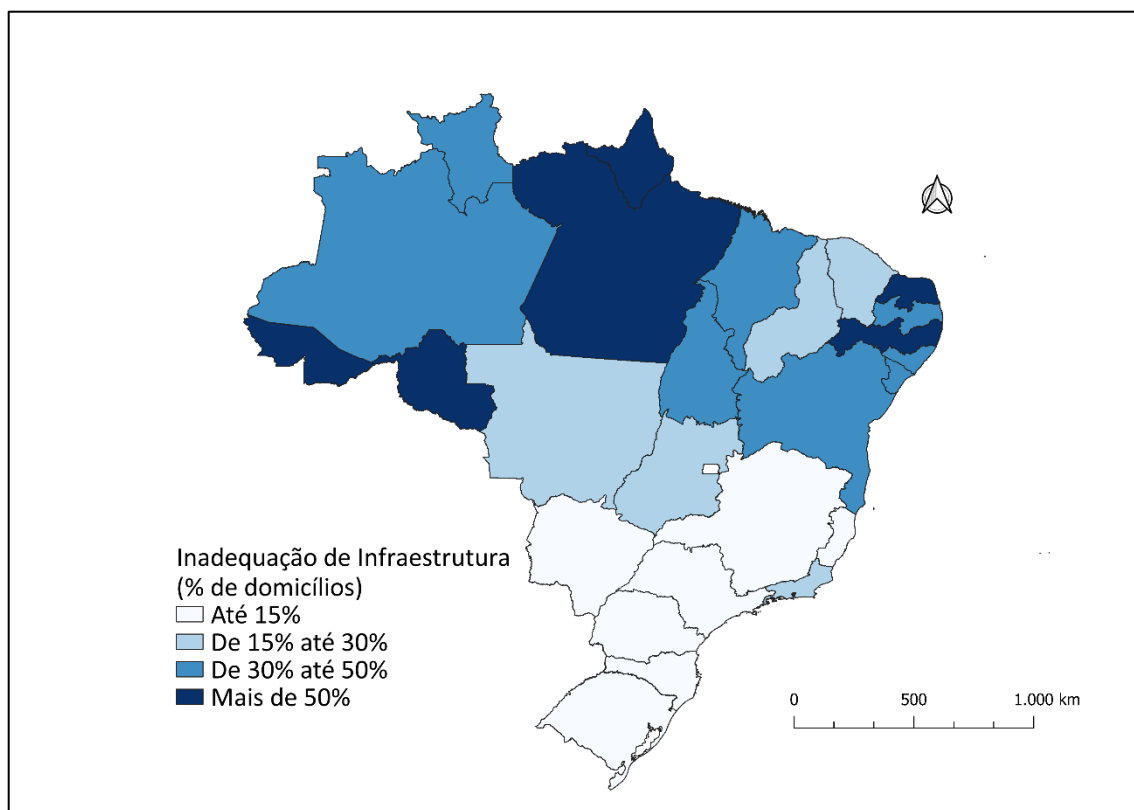 Inadequação de Infraestrutura
(% de domicílios)
Até 15%
De 15% até 30%
De 30% até 50%
Mais de 50%
0 500 1.000 km